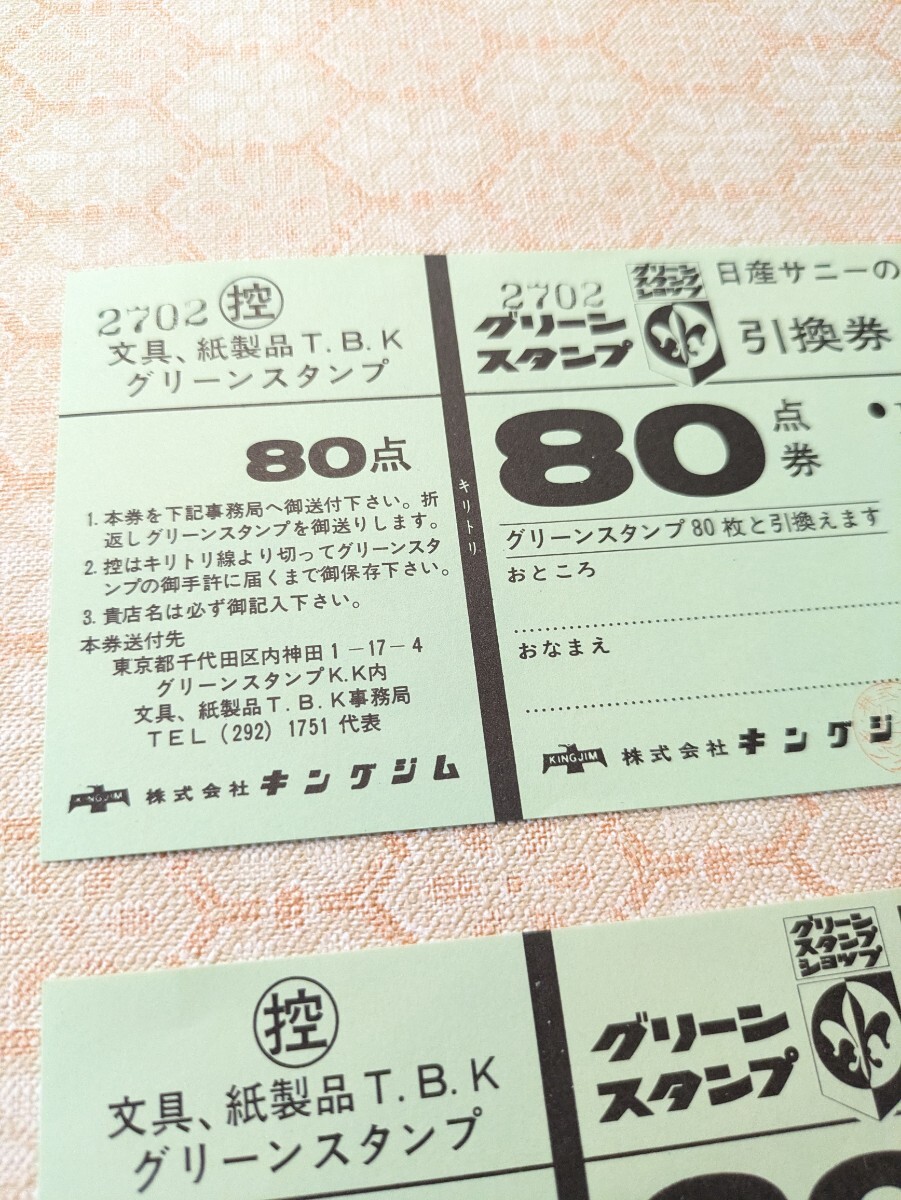 2702 控
文具、紙製品T.B.K
グリーンスタンプ
80点
1. 本券を下記事務局へ御送付下さい。折
返しグリーンスタンプを御送りします。
2. 控はキリトリ線より切ってグリーンスタ
ンプの御手許に届くまで御保存下さい。
3. 貴店名は必ず御記入下さい。
本券送付先
東京都千代田区内神田1-17-4
グリーンスタンプK.K内
文具、紙製品T.B.K事務局
TEL(292)1751代表
KINGJIM 株式会社 キングジム
キリトリ
2702
グリーン
スタンプ
グリーン
スタンプ
ショップ
日産サニーの
引換券
80点券
グリーンスタンプ80枚と引換えます
おところ
おなまえ
KINGJIM 株式会社 キングジ
控
文具、紙製品T.B.K
グリーンスタンプ
グリーン
スタンプ
グリーン
スタンプ
ショップ